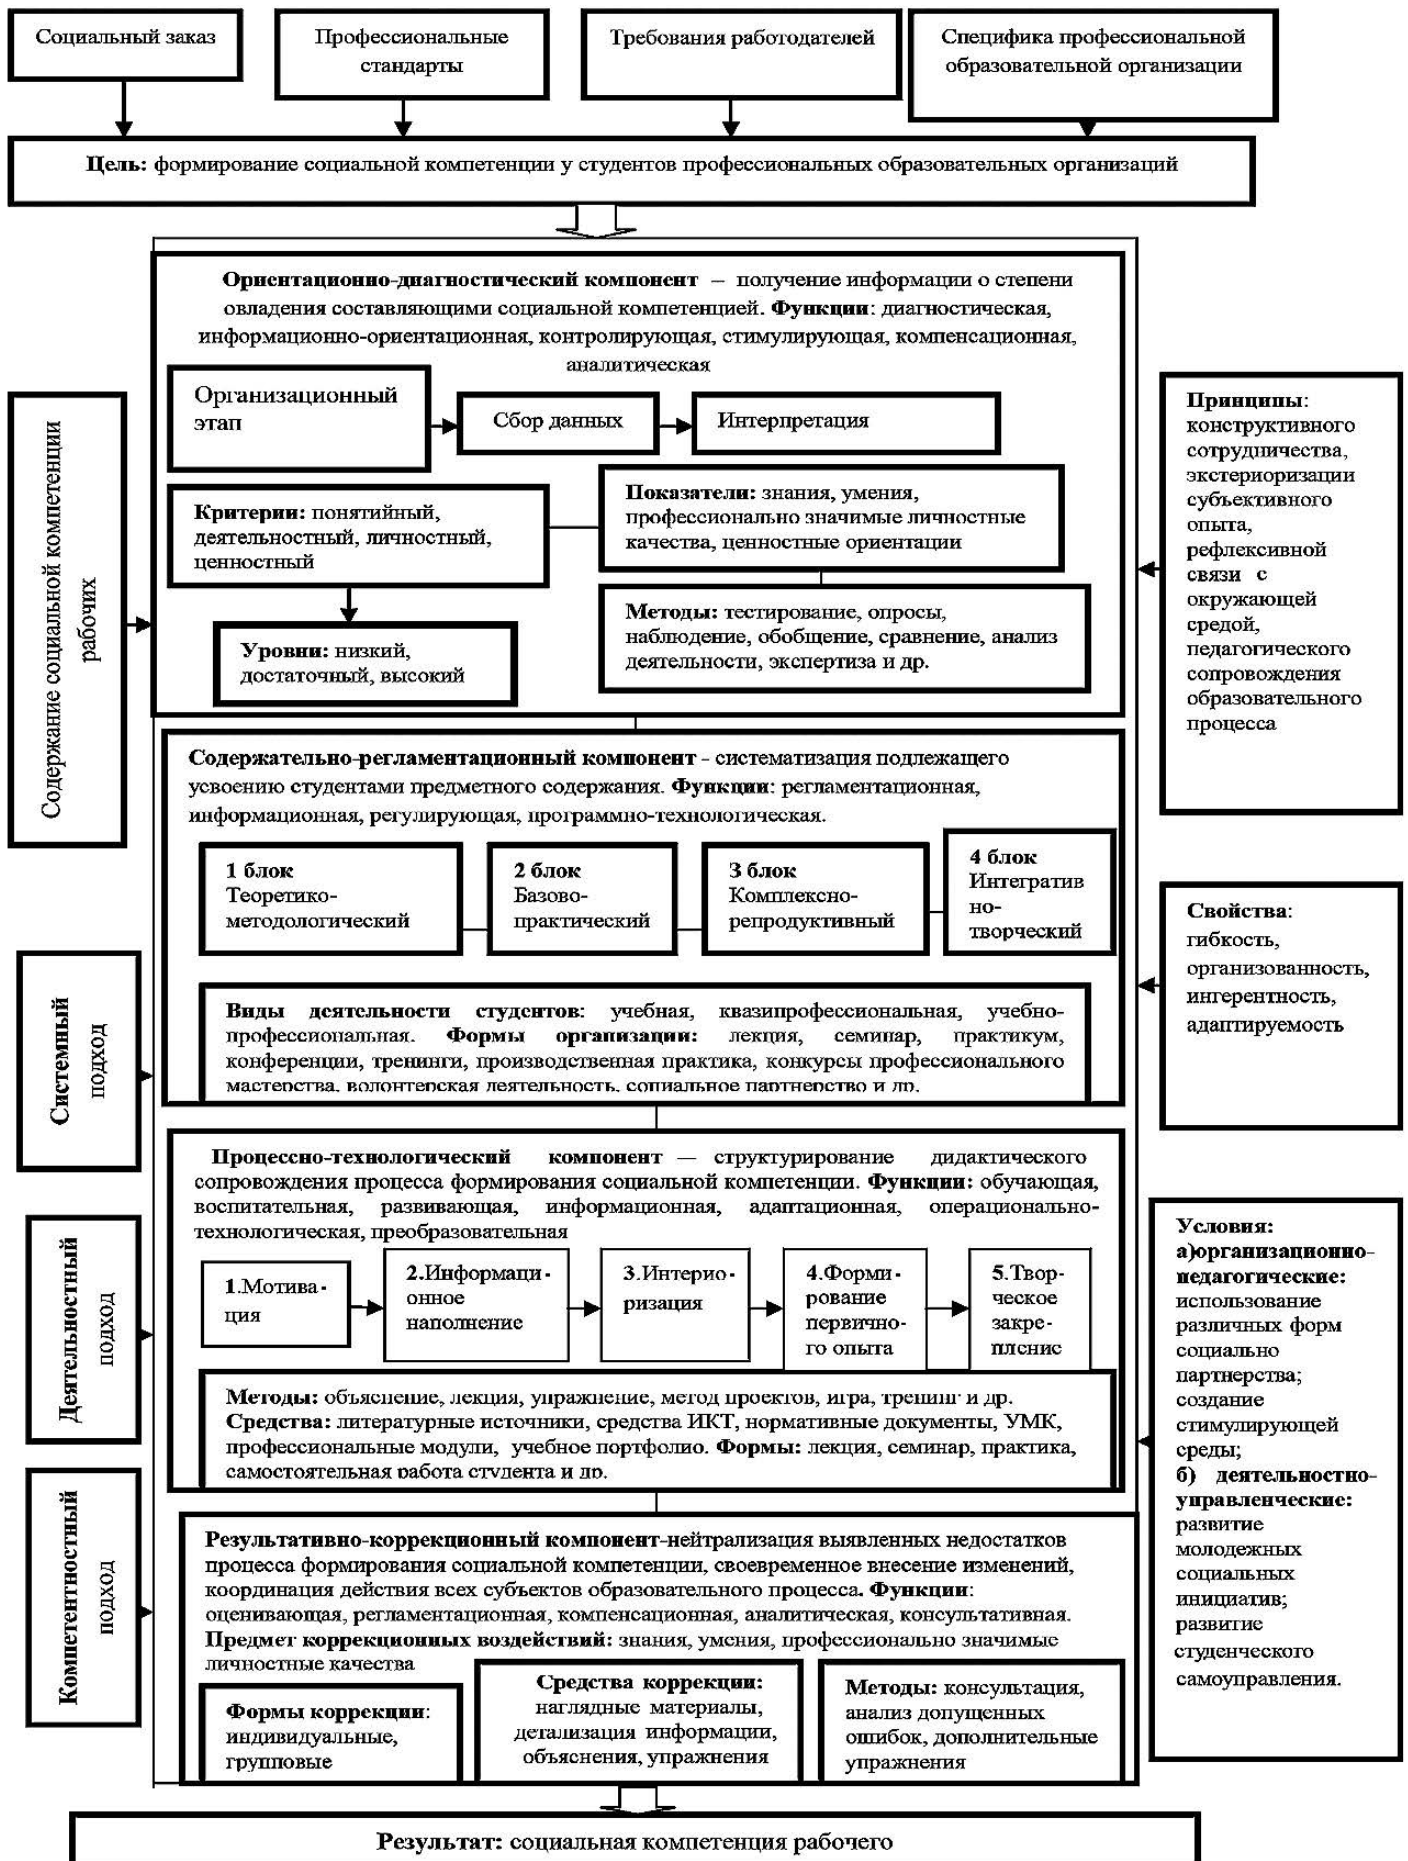 Социальный заказ
Профессиональные
стандарты
Требования работодателей
Специфика профессиональной
образовательной организации
Цель: формирование социальной компетенции у студентов профессиональных образовательных организаций
Ориентационно-диагностический компонент – получение информации о степени
овладения составляющими социальной компетенцией. Функции: диагностическая,
информационно-ориентационная, контролирующая, стимулирующая, компенсационная,
аналитическая
Организационный
этап
Сбор данных
Интерпретация
Критерии: понятийный,
деятельностный, личностный,
ценностный
Показатели: знания, умения,
профессионально значимые личностные
качества, ценностные ориентации
Уровни: низкий,
достаточный, высокий
Методы: тестирование, опросы,
наблюдение, обобщение, сравнение, анализ
деятельности, экспертиза и др.
Содержание социальной компетенции
рабочих
Принципы:
конструктивного
сотрудничества,
экстериоризации
субъективного
опыта,
рефлексивной
связи с
окружающей
средой,
педагогического
сопровождения
образовательного
процесса
Содержательно-регламентационный компонент - систематизация подлежащего
усвоению студентами предметного содержания. Функции: регламентационная,
информационная, регулирующая, программно-технологическая.
1 блок
Теоретико-
методологический
2 блок
Базово-
практический
3 блок
Комплексно-
репродуктивный
4 блок
Интегратив
но-
творческий
Виды деятельности студентов: учебная, квазипрофессиональная, учебно-
профессиональная. Формы организации: лекция, семинар, практикум,
конференции, тренинги, производственная практика, конкурсы профессионального
мастерства, волонтерская деятельность, социальное партнерство и др.
Системный
подход
Свойства:
гибкость,
организованность,
ингерентность,
адаптируемость
Процессно-технологический компонент — структурирование дидактического
сопровождения процесса формирования социальной компетенции. Функции: обучающая,
воспитательная, развивающая, информационная, адаптационная, операционально-
технологическая, преобразовательная
1.Мотива-
ция
2.Информаци-
онное
наполнение
3.Интерио-
ризация
4.Форми-
рование
первично-
го опыта
5.Твор-
ческое
закре-
пление
Методы: объяснение, лекция, упражнение, метод проектов, игра, тренинг и др.
Средства: литературные источники, средства ИКТ, нормативные документы, УМК,
профессиональные модули, учебное портфолио. Формы: лекция, семинар, практика,
самостоятельная работа студента и др.
Деятельностный
подход
Условия:
а)организационно-
педагогические:
использование
различных форм
социально
партнерства;
создание
стимулирующей
среды;
б) деятельностно-
управленческие:
развитие
молодежных
социальных
инициатив;
развитие
студенческого
самоуправления.
Компетентностный
подход
Результативно-коррекционный компонент-нейтрализация выявленных недостатков
процесса формирования социальной компетенции, своевременное внесение изменений,
координация действия всех субъектов образовательного процесса. Функции:
оценивающая, регламентационная, компенсационная, аналитическая, консультативная.
Предмет коррекционных воздействий: знания, умения, профессионально значимые
личностные качества
Формы коррекции:
индивидуальные,
групповые
Средства коррекции:
наглядные материалы,
детализация информации,
объяснения, упражнения
Методы: консультация,
анализ допущенных
ошибок, дополнительные
упражнения
Результат: социальная компетенция рабочего